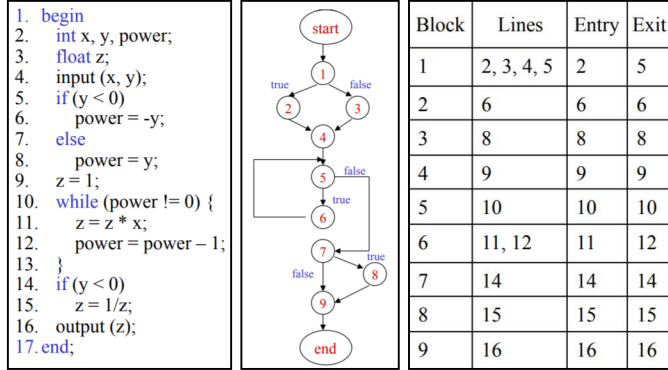 1. begin
2. int x, y, power;
3. float z;
4. input (x, y);
5. if (y < 0)
6. power = -y;
7. else
8. power = y;
9. z = 1;
10. while (power != 0) {
11. z = z * x;
12. power = power – 1;
13. }
14. if (y < 0)
15. z = 1/z;
16. output (z);
17. end;
start
1
true false
2 3
4
5 false
true
6
7 true
false 8
9
end
Block Lines Entry Exit
1 2, 3, 4, 5 2 5
2 6 6 6
3 8 8 8
4 9 9 9
5 10 10 10
6 11, 12 11 12
7 14 14 14
8 15 15 15
9 16 16 16